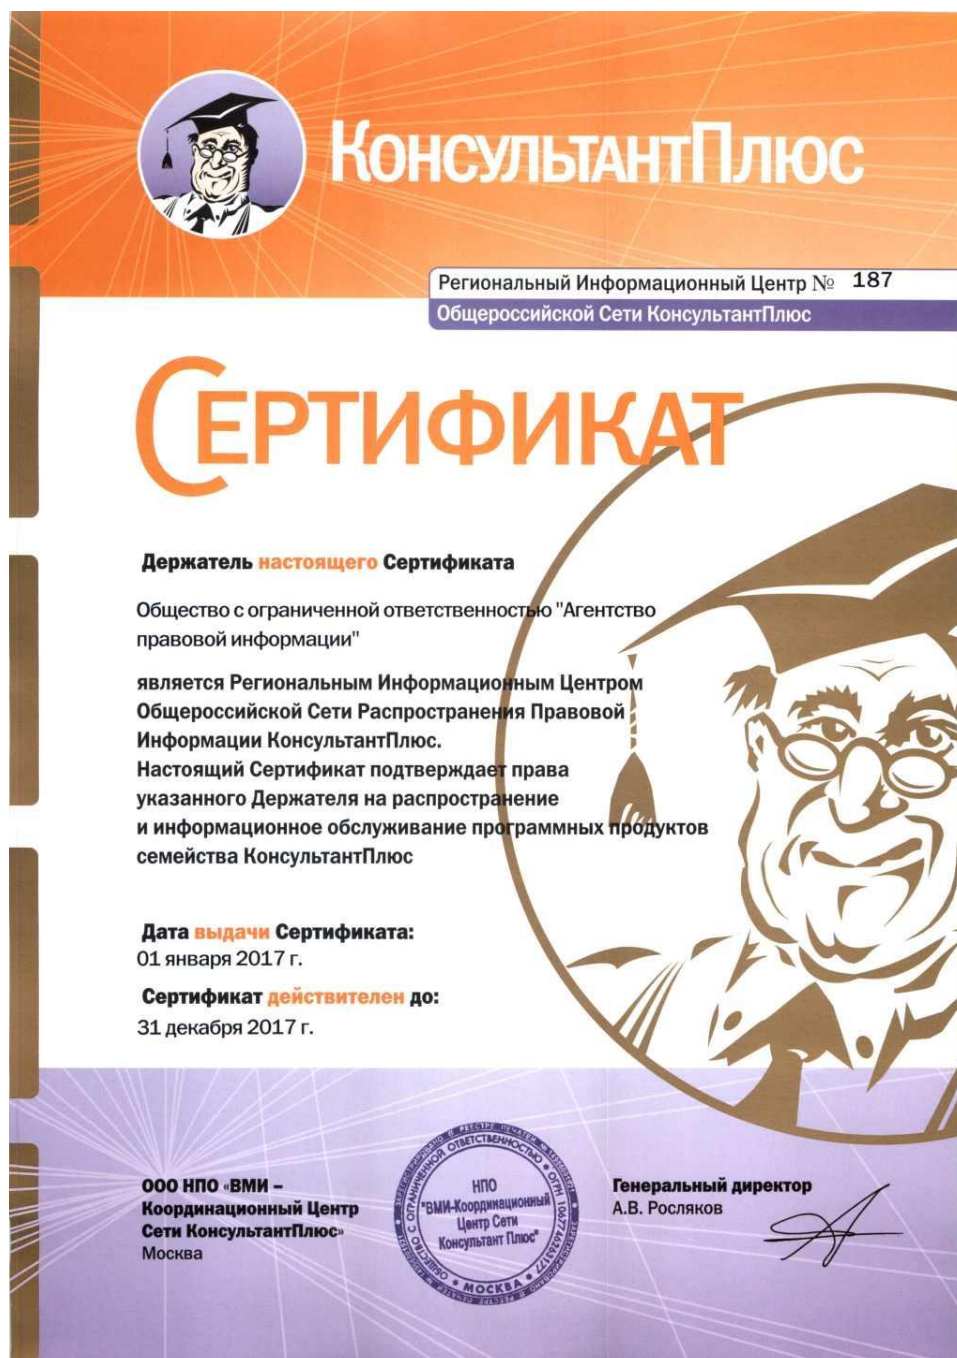 КонсультантПлюс
Региональный Информационный Центр № 187
Общероссийской Сети КонсультантПлюс
СЕРТИФИКАТ
Держатель настоящего Сертификата
Общество с ограниченной ответственностью "Агентство
правовой информации"
является Региональным Информационным Центром
Общероссийской Сети Распространения Правовой
Информации КонсультантПлюс.
Настоящий Сертификат подтверждает права
указанного Держателя на распространение
и информационное обслуживание программных продуктов
семейства КонсультантПлюс
Дата выдачи Сертификата:
01 января 2017 г.
Сертификат действителен до:
31 декабря 2017 г.
ООО НПО «ВМИ –
Координационный Центр
Сети КонсультантПлюс»
Москва
ОБЩЕСТВО С ОГРАНИЧЕННОЙ ОТВЕТСТВЕННОСТЬЮ
МОСКВА
НПО
"ВМИ-Координационный
Центр Сети
Консультант Плюс"
Генеральный директор
А.В. Росляков